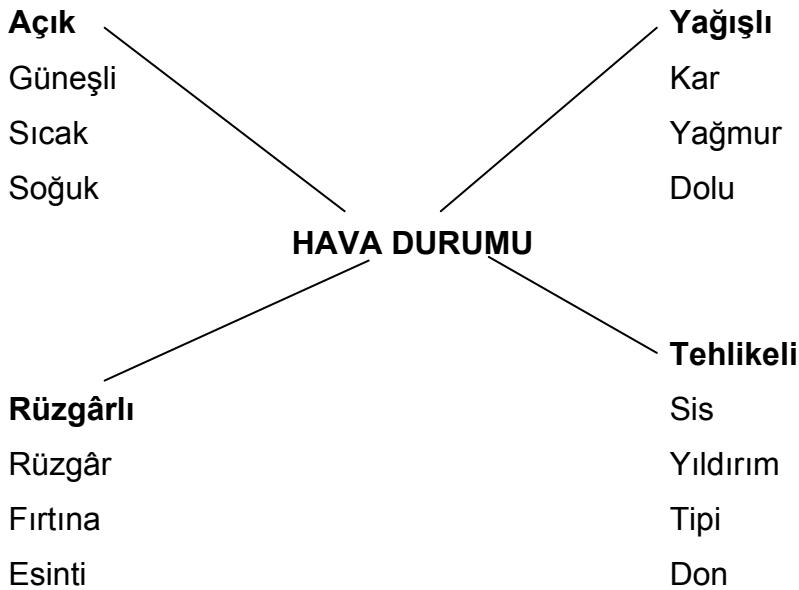 Açık
Güneşli
Sıcak
Soğuk
Yağışlı
Kar
Yağmur
Dolu
HAVA DURUMU
Rüzgârlı
Rüzgâr
Fırtına
Esinti
Tehlikeli
Sis
Yıldırım
Tipi
Don